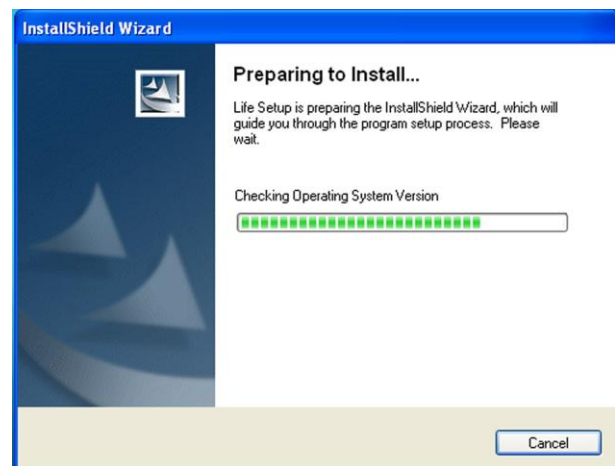 InstallShield Wizard
Preparing to Install...
Life Setup is preparing the InstallShield Wizard, which will
guide you through the program setup process. Please
wait.
Checking Operating System Version
Cancel